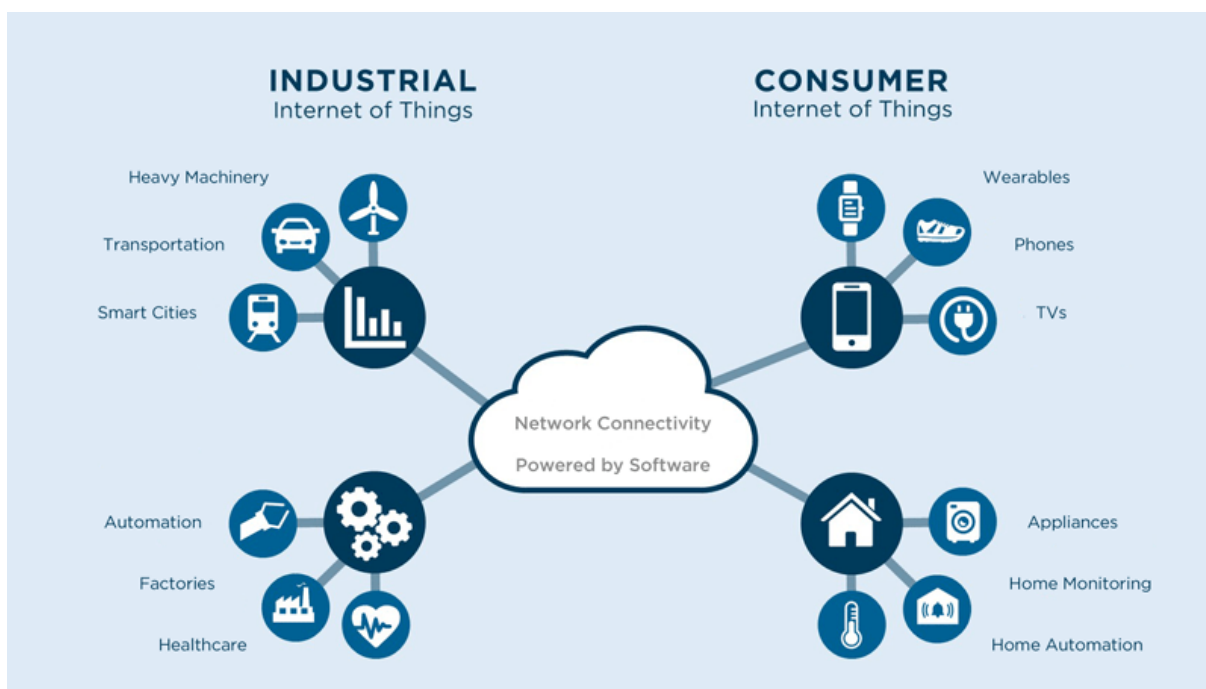 INDUSTRIAL
Internet of Things
CONSUMER
Internet of Things
Heavy Machinery
Transportation
Smart Cities
Wearables
Phones
TVs
Network Connectivity
Powered by Software
Automation
Factories
Healthcare
Appliances
Home Monitoring
Home Automation